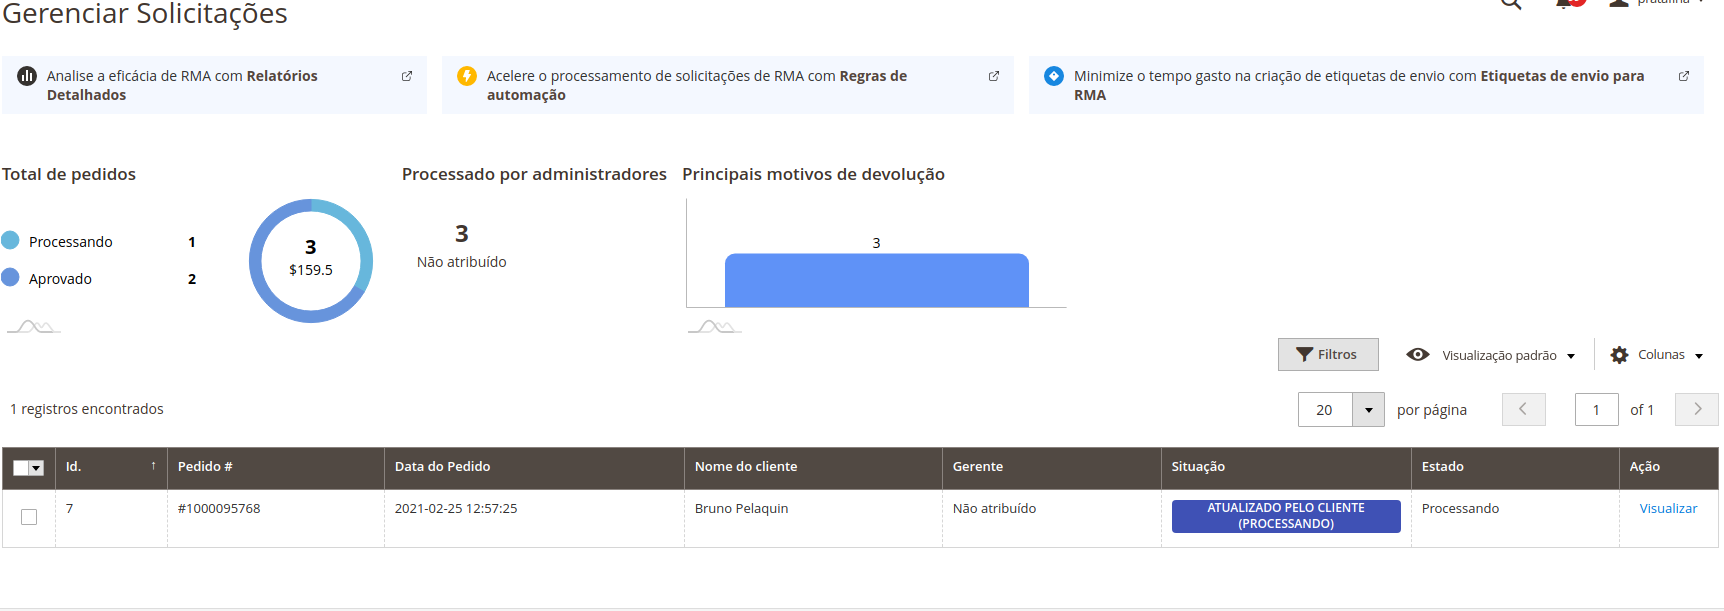 Gerenciar Solicitações
Analise a eficácia de RMA com Relatórios
Detalhados
Acelere o processamento de solicitações de RMA com Regras de
automação
Minimize o tempo gasto na criação de etiquetas de envio com Etiquetas de envio para
RMA
Total de pedidos
Processando 1
Aprovado 2
3
$159.5
Processado por administradores
3
Não atribuído
Principais motivos de devolução
3
Filtros Visualização padrão Colunas
1 registros encontrados
20 por página 1 of 1
Id. ↑ Pedido # Data do Pedido Nome do cliente Gerente Situação Estado Ação
7 #1000095768 2021-02-25 12:57:25 Bruno Pelaquin Não atribuído ATUALIZADO PELO CLIENTE (PROCESSANDO) Processando Visualizar